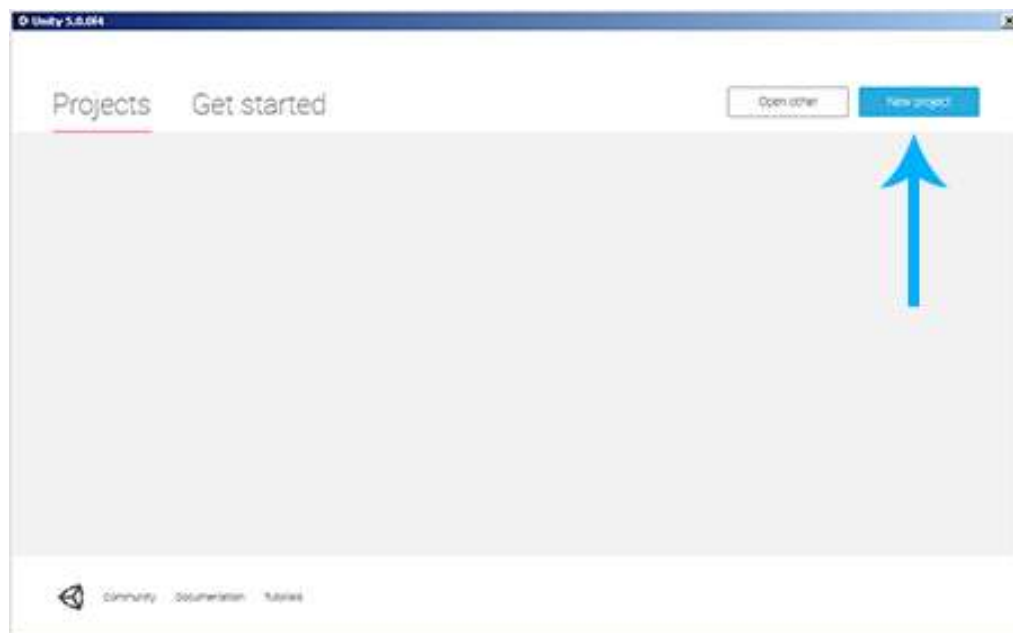 Unity 5.0.0f4
Projects Get started Open other New project
Community Documentation Tutorials